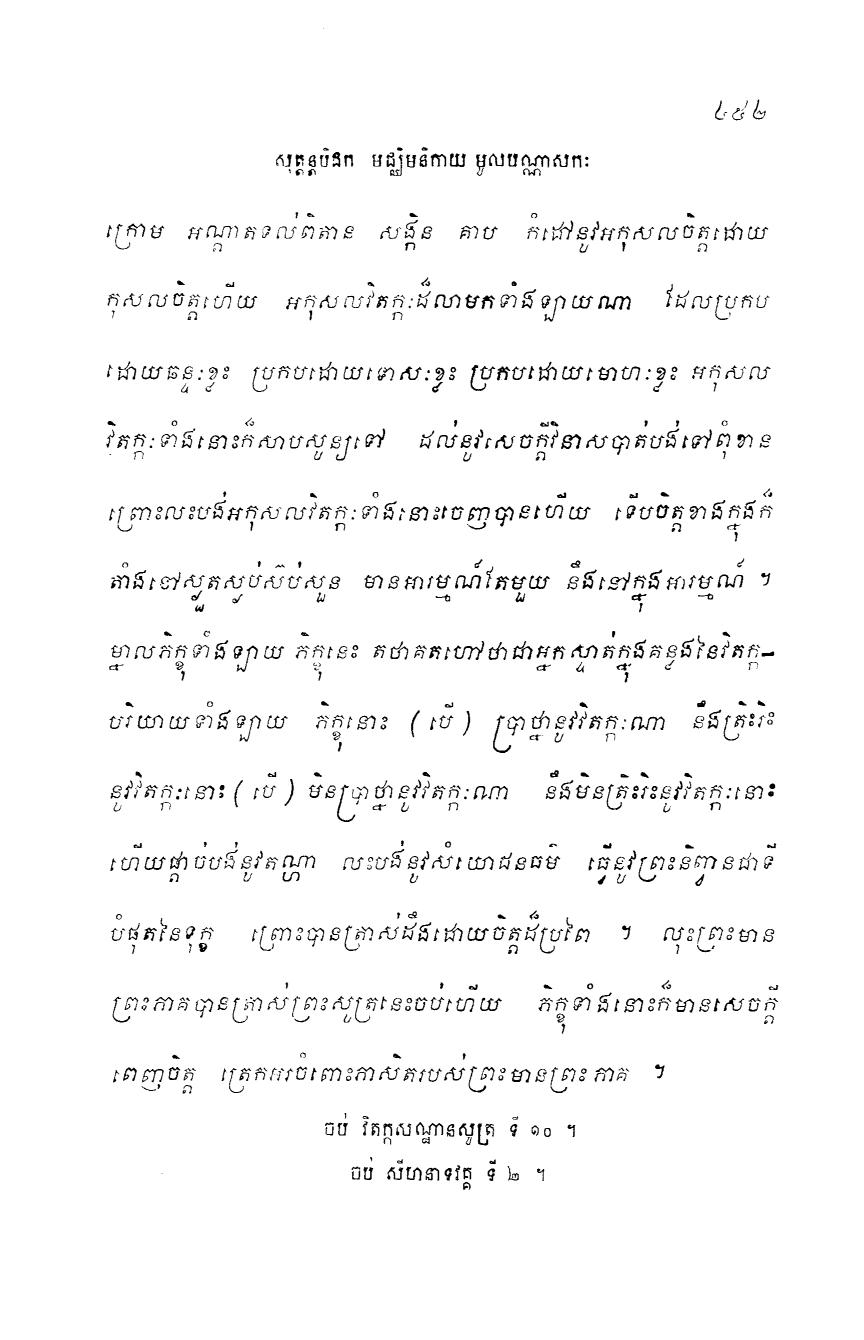 ៤៥២
សុត្តន្តបិដក មជ្ឈិមនិកាយ មូលបណ្ណាសកៈ
ក្រោម អណ្តាតទល់ពិតាន សង្កិន គាប កំដៅនូវអកុសលចិត្តដោយ
កុសលចិត្តហើយ អកុសលវិតក្កៈដ៏លាមកទាំងឡាយណា ដែលប្រកប
ដោយឆន្ទៈខ្លះ ប្រកបដោយទោសៈខ្លះ ប្រកបដោយមោហៈខ្លះ អកុសល
វិតក្កៈទាំងនោះក៏សាបសូន្យទៅ ដល់នូវសេចក្តីវិនាសបាត់បង់ទៅពុំខាន
ព្រោះលះបង់អកុសលវិតក្កៈទាំងនោះចេញបានហើយ ទើបចិត្តខាងក្នុងក៏
តាំងនៅស្លួតស្ងប់ស៊ប់សួន មានអារម្មណ៍តែមួយ នឹងនៅក្នុងអារម្មណ៍ ។
ម្នាលភិក្ខុទាំងឡាយ ភិក្ខុនេះ តថាគតហៅថាជាអ្នកស្ទាត់ក្នុងគន្លងនៃវិតក្ក-
បរិយាយទាំងឡាយ ភិក្ខុនោះ ( បើ ) ប្រាថ្នានូវវិតក្កៈណា នឹងត្រិះរិះ
នូវវិតក្កៈនោះ ( បើ ) មិនប្រាថ្នានូវវិតក្កៈណា នឹងមិនត្រិះរិះនូវវិតក្កៈនោះ
ហើយផ្តាច់បង់នូវតណ្ហា លះបង់នូវសំយោជនធម៌ ធ្វើនូវព្រះនិព្វានជាទី
បំផុតនៃទុក្ខ ព្រោះបានត្រាស់ដឹងដោយចិត្តដ៏ប្រពៃ ។ លុះព្រះមាន
ព្រះភាគបានត្រាស់ព្រះសូត្រនេះចប់ហើយ ភិក្ខុទាំងនោះក៏មានសេចក្តី
ពេញចិត្ត ត្រេកអរចំពោះភាសិតរបស់ព្រះមានព្រះភាគ ។
ចប់ វិតក្កសណ្ឋានសូត្រ ទី ១០ ។
ចប់ សីហនាទវគ្គ ទី ២ ។